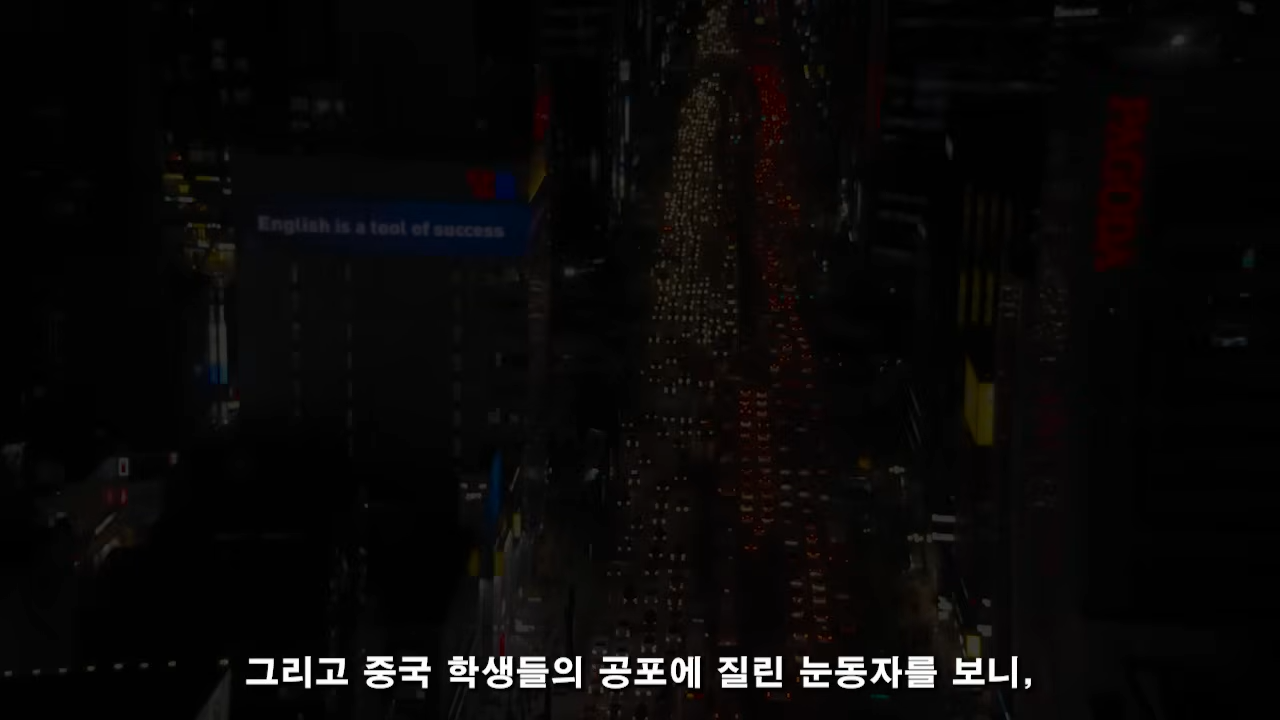 English is a tool of success
PAGODA
그리고 중국 학생들의 공포에 질린 눈동자를 보니,